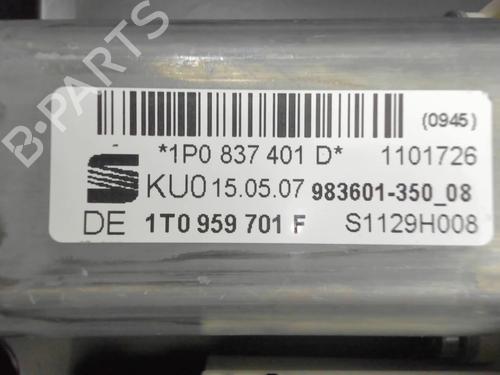 B-PARTS
(0945)
*1P0 837 401 D* 1101726
KU0 15.05.07 983601-350_08
DE 1T0 959 701 F S1129H008